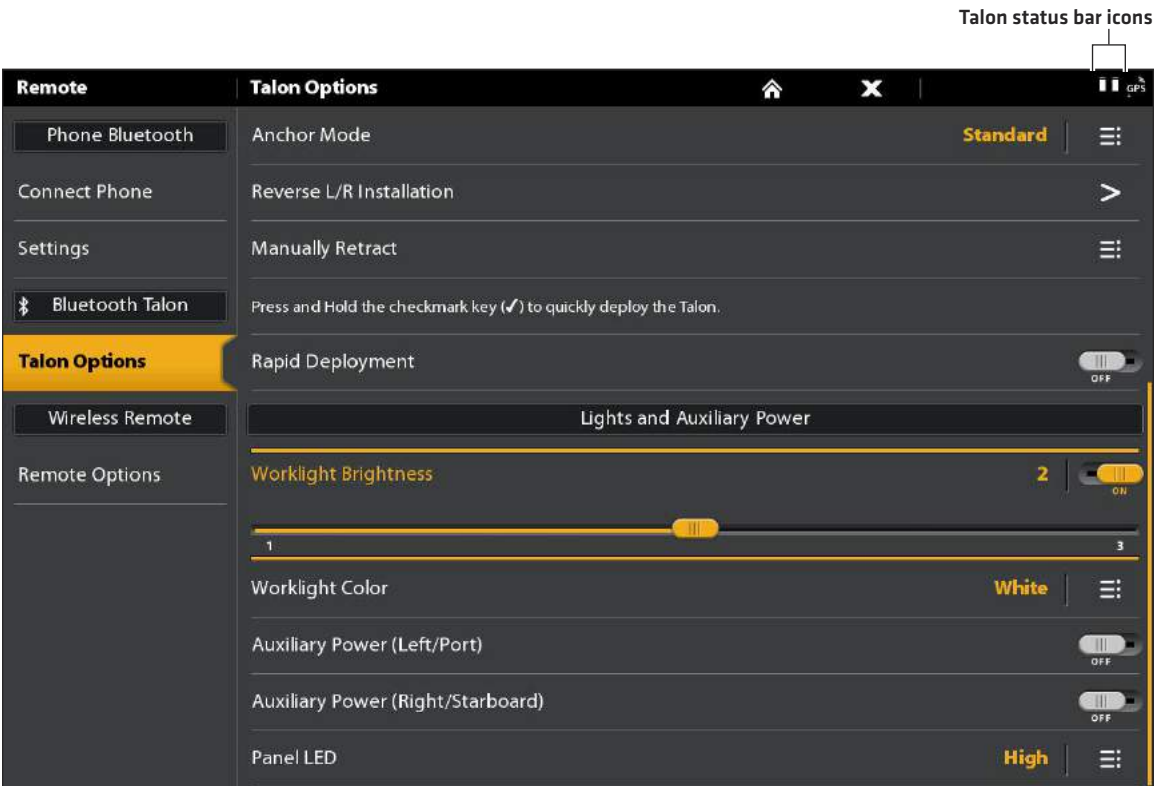 Talon status bar icons
Remote
Talon Options
GPS
Phone Bluetooth
Connect Phone
Settings
Bluetooth Talon
Talon Options
Wireless Remote
Remote Options
Anchor Mode
Standard
Reverse L/R Installation
>
Manually Retract
Press and Hold the checkmark key (✓) to quickly deploy the Talon.
Rapid Deployment
OFF
Lights and Auxiliary Power
Worklight Brightness
2
ON
1
3
Worklight Color
White
Auxiliary Power (Left/Port)
OFF
Auxiliary Power (Right/Starboard)
OFF
Panel LED
High